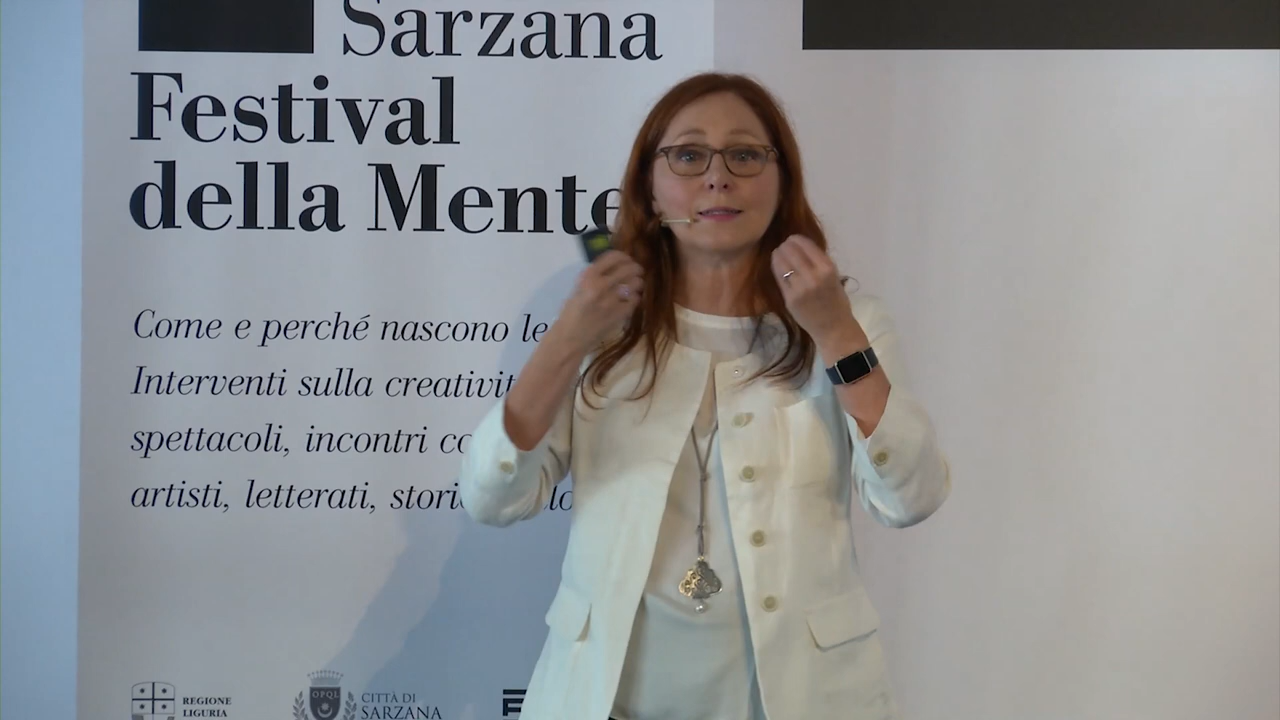 Sarzana
Festival
della Mente
Come e perché nascono le
Interventi sulla creativit
spettacoli, incontri co
artisti, letterati, stori
REGIONE
LIGURIA
OPQL
CITTÀ DI
SARZANA